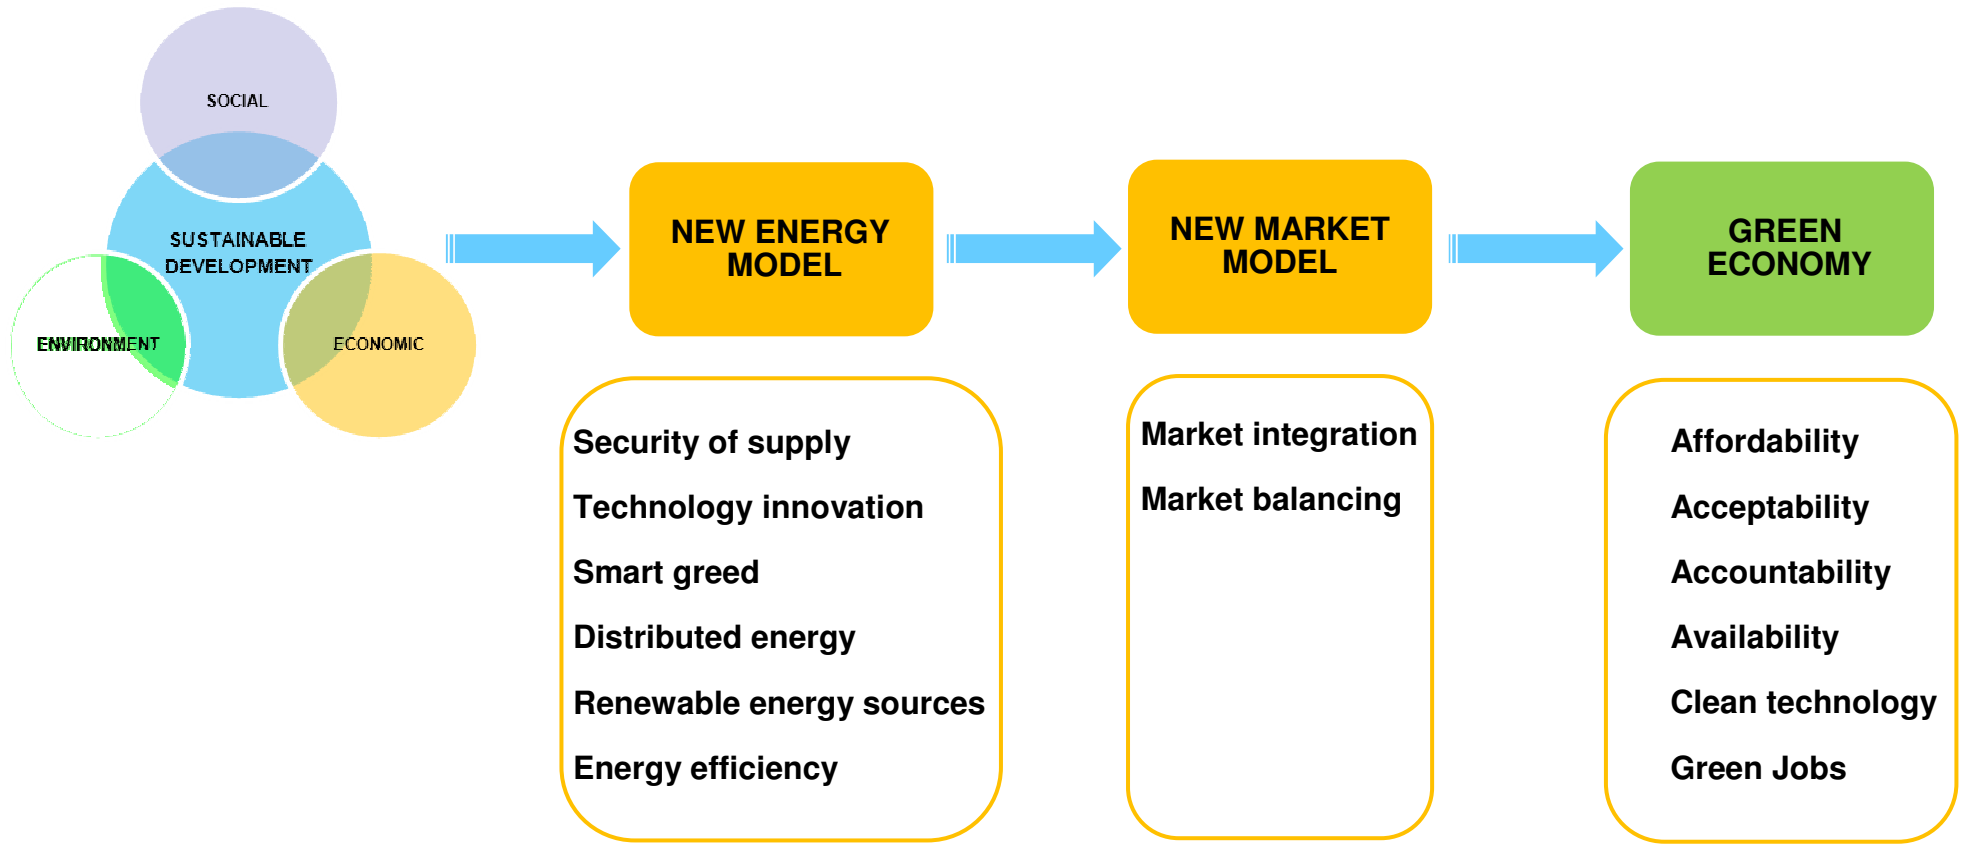 SOCIAL
SUSTAINABLE
DEVELOPMENT
ENVIRONMENT
ECONOMIC
NEW ENERGY
MODEL
NEW MARKET
MODEL
GREEN
ECONOMY
Security of supply
Technology innovation
Smart greed
Distributed energy
Renewable energy sources
Energy efficiency
Market integration
Market balancing
Affordability
Acceptability
Accountability
Availability
Clean technology
Green Jobs